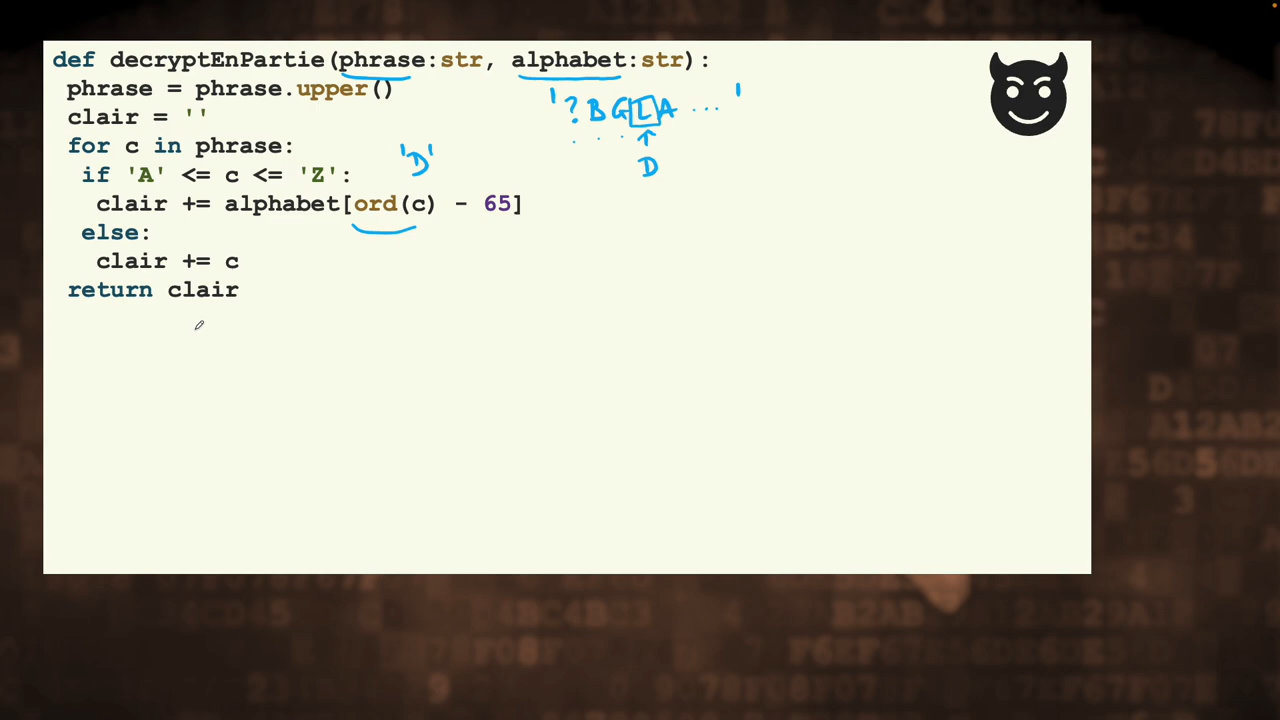 def decryptEnPartie(phrase:str, alphabet:str):
phrase = phrase.upper()
'?BGLA ...'
clair = ''
for c in phrase:
'D'
D
if 'A' <= c <= 'Z':
clair += alphabet[ord(c) - 65]
else:
clair += c
return clair